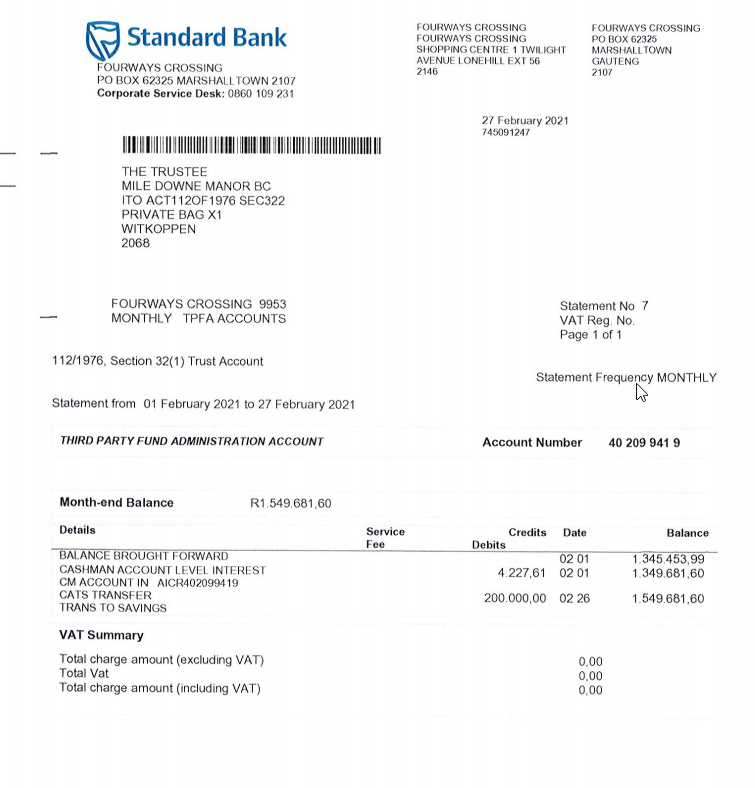 Standard Bank
FOURWAYS CROSSING
PO BOX 62325 MARSHALLTOWN 2107
Corporate Service Desk: 0860 109 231
FOURWAYS CROSSING
FOURWAYS CROSSING
SHOPPING CENTRE 1 TWILIGHT
AVENUE LONEHILL EXT 56
2146
FOURWAYS CROSSING
PO BOX 62325
MARSHALLTOWN
GAUTENG
2107
27 February 2021
745091247
THE TRUSTEE
MILE DOWNE MANOR BC
ITO ACT112OF1976 SEC322
PRIVATE BAG X1
WITKOPPEN
2068
FOURWAYS CROSSING 9953
MONTHLY TPFA ACCOUNTS
Statement No 7
VAT Reg. No.
Page 1 of 1
112/1976, Section 32(1) Trust Account
Statement Frequency MONTHLY
Statement from 01 February 2021 to 27 February 2021
THIRD PARTY FUND ADMINISTRATION ACCOUNT Account Number 40 209 941 9
Month-end Balance R1.549.681,60
Details Service Fee Debits Credits Date Balance
BALANCE BROUGHT FORWARD 02 01 1.345.453,99
CASHMAN ACCOUNT LEVEL INTEREST 4.227,61 02 01 1.349.681,60
CM ACCOUNT IN AICR402099419
CATS TRANSFER 200.000,00 02 26 1.549.681,60
TRANS TO SAVINGS
VAT Summary
Total charge amount (excluding VAT) 0,00
Total Vat 0,00
Total charge amount (including VAT) 0,00